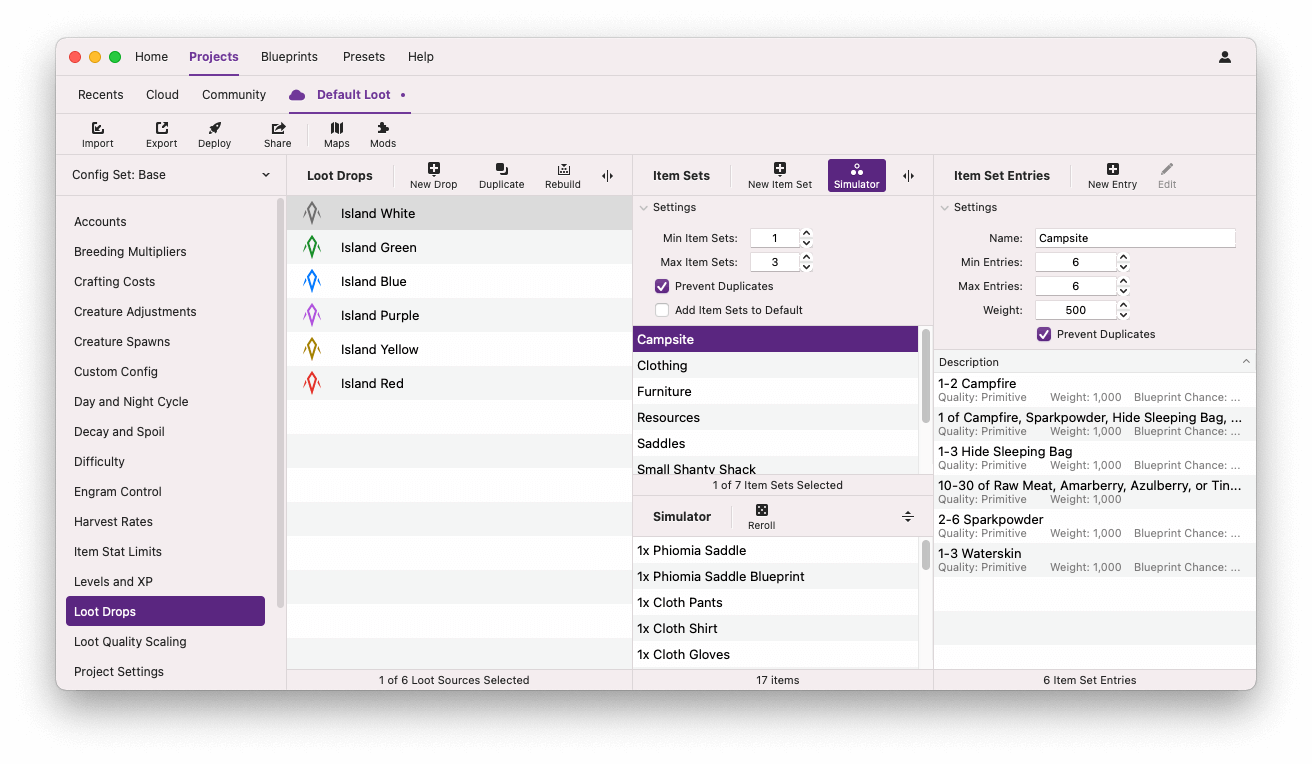 Home Projects Blueprints Presets Help
Recents Cloud Community Default Loot •
Import Export Deploy Share Maps Mods
Config Set: Base
Accounts
Breeding Multipliers
Crafting Costs
Creature Adjustments
Creature Spawns
Custom Config
Day and Night Cycle
Decay and Spoil
Difficulty
Engram Control
Harvest Rates
Item Stat Limits
Levels and XP
Loot Drops
Loot Quality Scaling
Project Settings
Loot Drops New Drop Duplicate Rebuild
Island White
Island Green
Island Blue
Island Purple
Island Yellow
Island Red
1 of 6 Loot Sources Selected
Item Sets New Item Set Simulator
Settings
Min Item Sets: 1
Max Item Sets: 3
Prevent Duplicates
Add Item Sets to Default
Campsite
Clothing
Furniture
Resources
Saddles
Small Shanty Shack
1 of 7 Item Sets Selected
Simulator Reroll
1x Phiomia Saddle
1x Phiomia Saddle Blueprint
1x Cloth Pants
1x Cloth Shirt
1x Cloth Gloves
17 items
Item Set Entries New Entry Edit
Settings
Name: Campsite
Min Entries: 6
Max Entries: 6
Weight: 500
Prevent Duplicates
Description
1-2 Campfire
Quality: Primitive Weight: 1,000 Blueprint Chance: ...
1 of Campfire, Sparkpowder, Hide Sleeping Bag, ...
Quality: Primitive Weight: 1,000 Blueprint Chance: ...
1-3 Hide Sleeping Bag
Quality: Primitive Weight: 1,000 Blueprint Chance: ...
10-30 of Raw Meat, Amarberry, Azulberry, or Tin...
Quality: Primitive Weight: 1,000
2-6 Sparkpowder
Quality: Primitive Weight: 1,000 Blueprint Chance: ...
1-3 Waterskin
Quality: Primitive Weight: 1,000 Blueprint Chance: ...
6 Item Set Entries